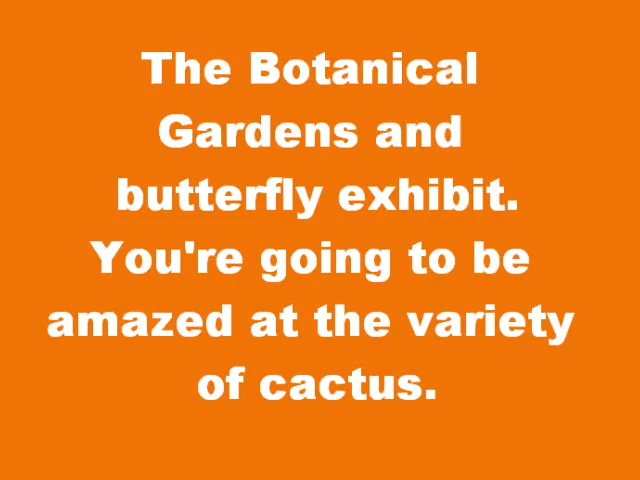 The Botanical
Gardens and
butterfly exhibit.
You're going to be
amazed at the variety
of cactus.